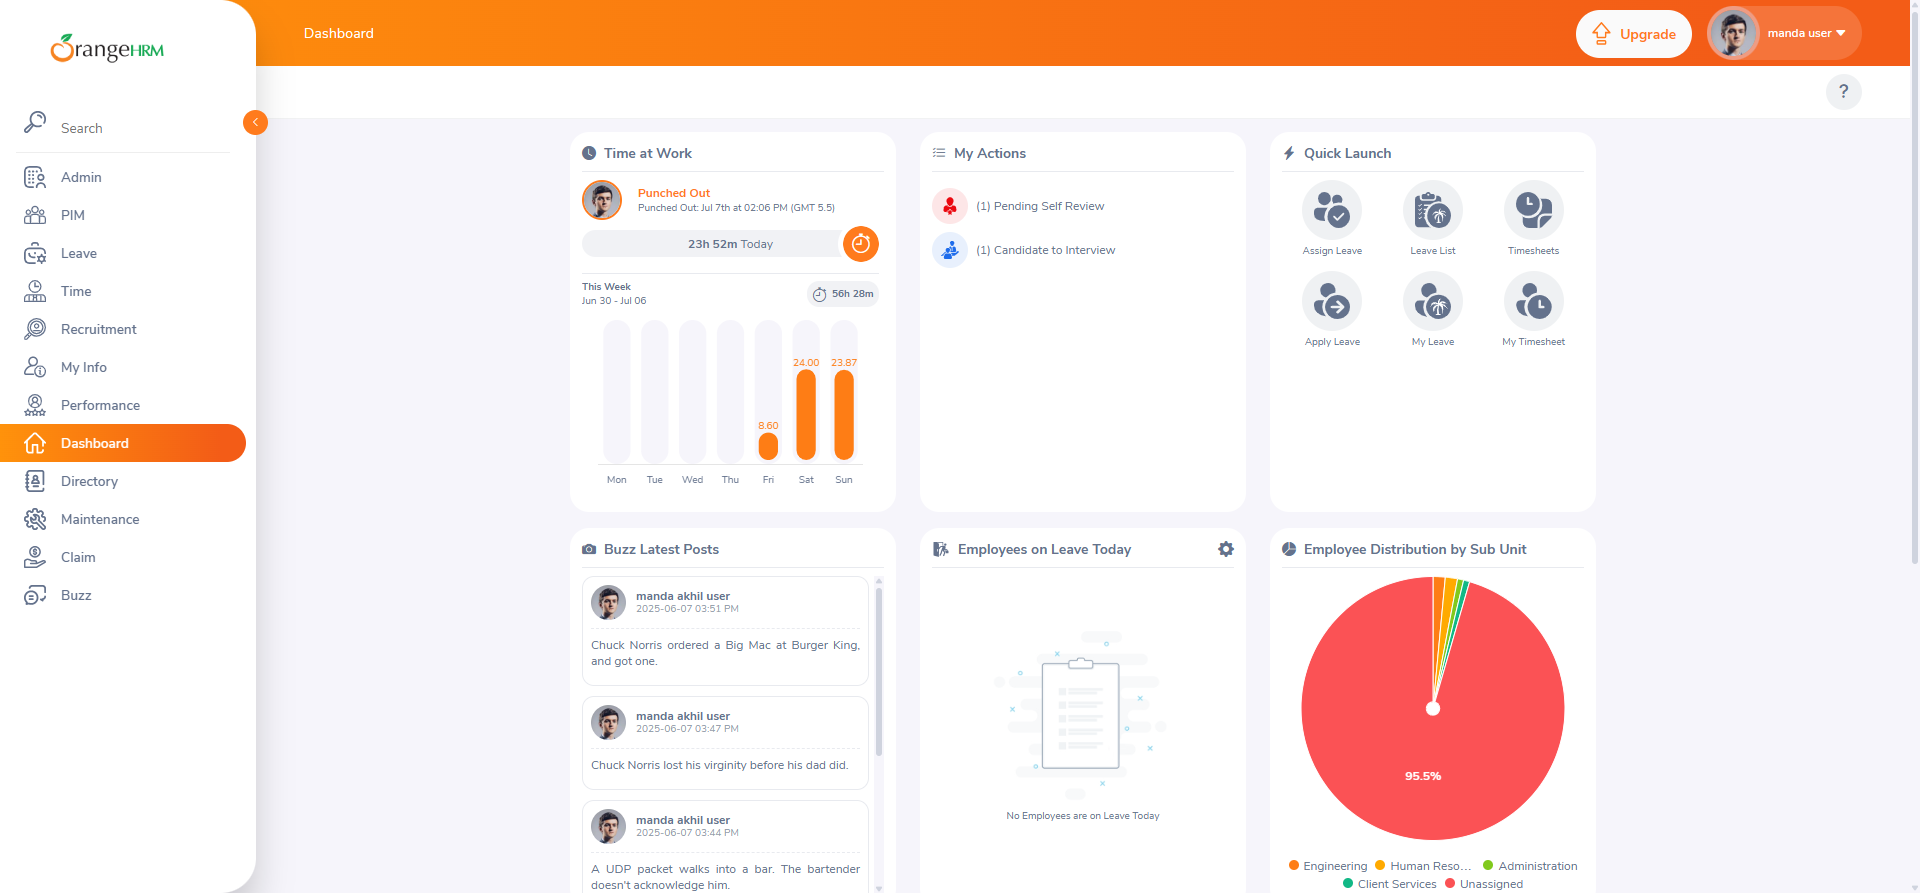 OrangeHRM
Search
Admin
PIM
Leave
Time
Recruitment
My Info
Performance
Dashboard
Directory
Maintenance
Claim
Buzz
Dashboard
Upgrade
manda user
?
Time at Work
Punched Out
Punched Out: Jul 7th at 02:06 PM (GMT 5.5)
23h 52m Today
This Week
Jun 30 - Jul 06
56h 28m
24.00 23.87
8.60
Mon Tue Wed Thu Fri Sat Sun
My Actions
(1) Pending Self Review
(1) Candidate to Interview
Quick Launch
Assign Leave Leave List Timesheets
Apply Leave My Leave My Timesheet
Buzz Latest Posts
manda akhil user
2025-06-07 03:51 PM
Chuck Norris ordered a Big Mac at Burger King,
and got one.
manda akhil user
2025-06-07 03:47 PM
Chuck Norris lost his virginity before his dad did.
manda akhil user
2025-06-07 03:44 PM
A UDP packet walks into a bar. The bartender
doesn't acknowledge him.
Employees on Leave Today
No Employees are on Leave Today
Employee Distribution by Sub Unit
95.5%
Engineering Human Reso... Administration
Client Services Unassigned